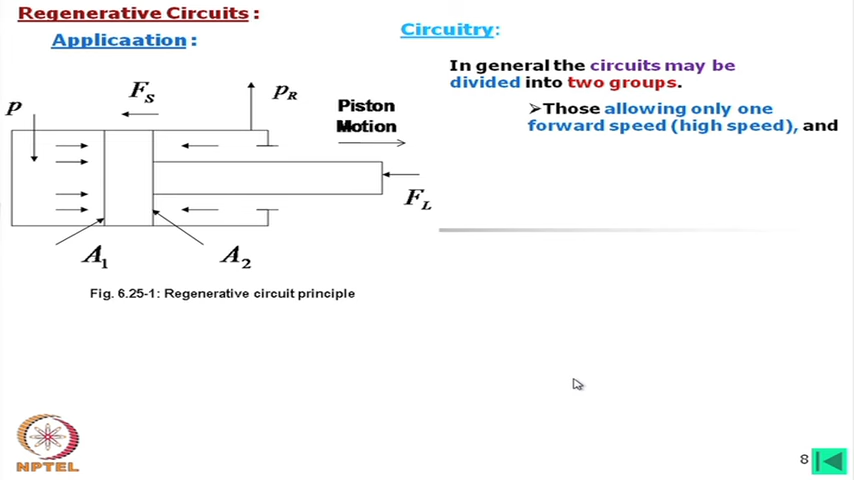 Regenerative Circuits :
Applicaation :
Circuitry:
In general the circuits may be
divided into two groups.
➢Those allowing only one
forward speed (high speed), and
p
F_S
p_R
Piston
Motion
F_L
A_1
A_2
Fig. 6.25-1: Regenerative circuit principle
NPTEL
8